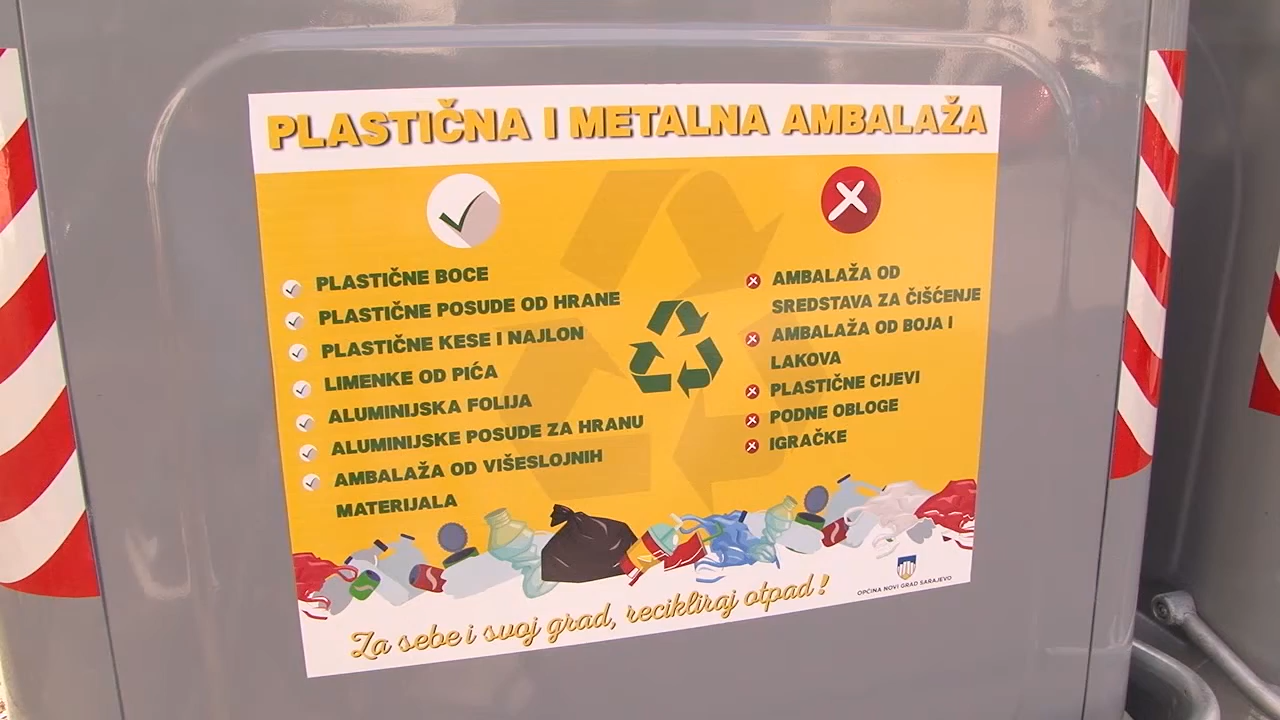 PLASTIČNA I METALNA AMBALAŽA
PLASTIČNE BOCE
PLASTIČNE POSUDE OD HRANE
PLASTIČNE KESE I NAJLON
LIMENKE OD PIĆA
ALUMINIJSKA FOLIJA
ALUMINIJSKE POSUDE ZA HRANU
AMBALAŽA OD VIŠESLOJNIH
MATERIJALA
AMBALAŽA OD
SREDSTAVA ZA ČIŠĆENJE
AMBALAŽA OD BOJA I
LAKOVA
PLASTIČNE CIJEVI
PODNE OBLOGE
IGRAČKE
OPĆINA NOVI GRAD SARAJEVO
Za sebe i svoj grad, recikliraj otpad!